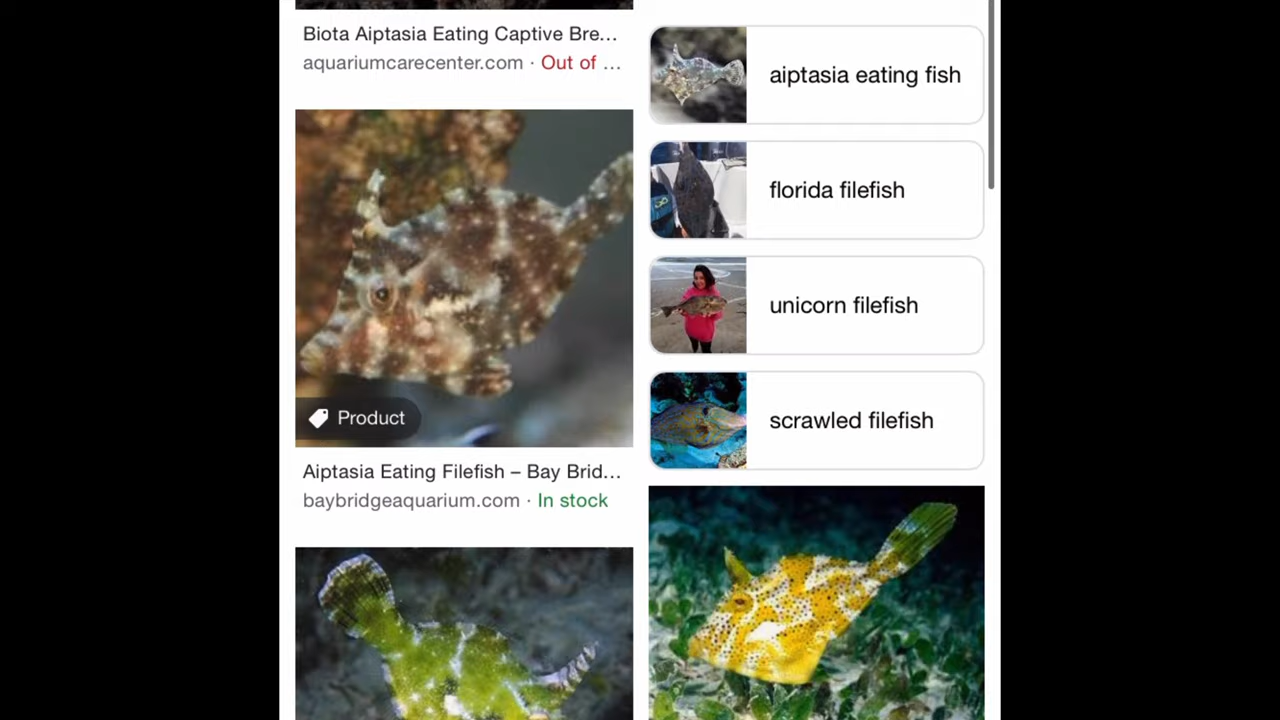 Biota Aiptasia Eating Captive Bre...
aquariumcarecenter.com · Out of ...
Product
Aiptasia Eating Filefish – Bay Brid...
baybridgeaquarium.com · In stock
aiptasia eating fish
florida filefish
unicorn filefish
scrawled filefish